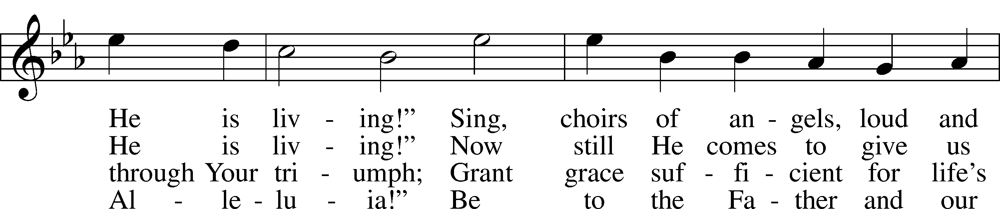 He is liv - ing!” Sing, choirs of an - gels, loud and
He is liv - ing!” Now still He comes to give us
through Your tri - umph; Grant grace suf - fi - cient for life’s
Al - le - lu - ia!” Be to the Fa - ther and our